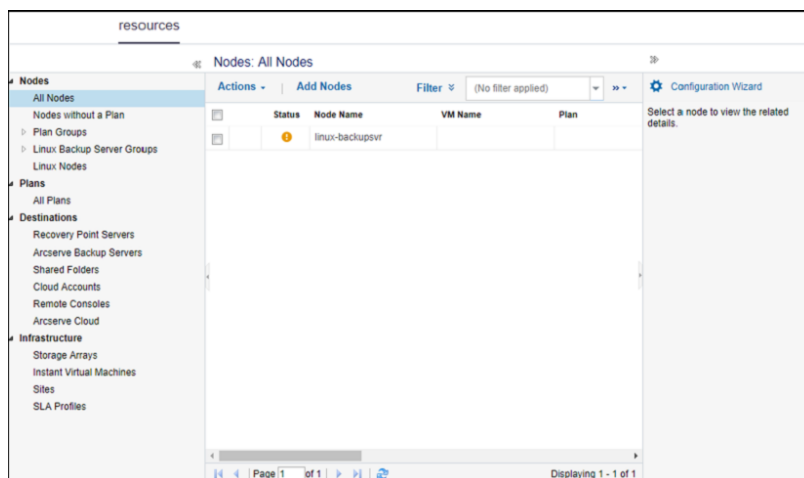 resources
Nodes: All Nodes
Nodes
All Nodes
Nodes without a Plan
Plan Groups
Linux Backup Server Groups
Linux Nodes
Plans
All Plans
Destinations
Recovery Point Servers
Arcserve Backup Servers
Shared Folders
Cloud Accounts
Remote Consoles
Arcserve Cloud
Infrastructure
Storage Arrays
Instant Virtual Machines
Sites
SLA Profiles
Actions | Add Nodes Filter (No filter applied)
Status Node Name VM Name Plan
linux-backupsvr
Page 1 of 1 Displaying 1 - 1 of 1
Configuration Wizard
Select a node to view the related
details.